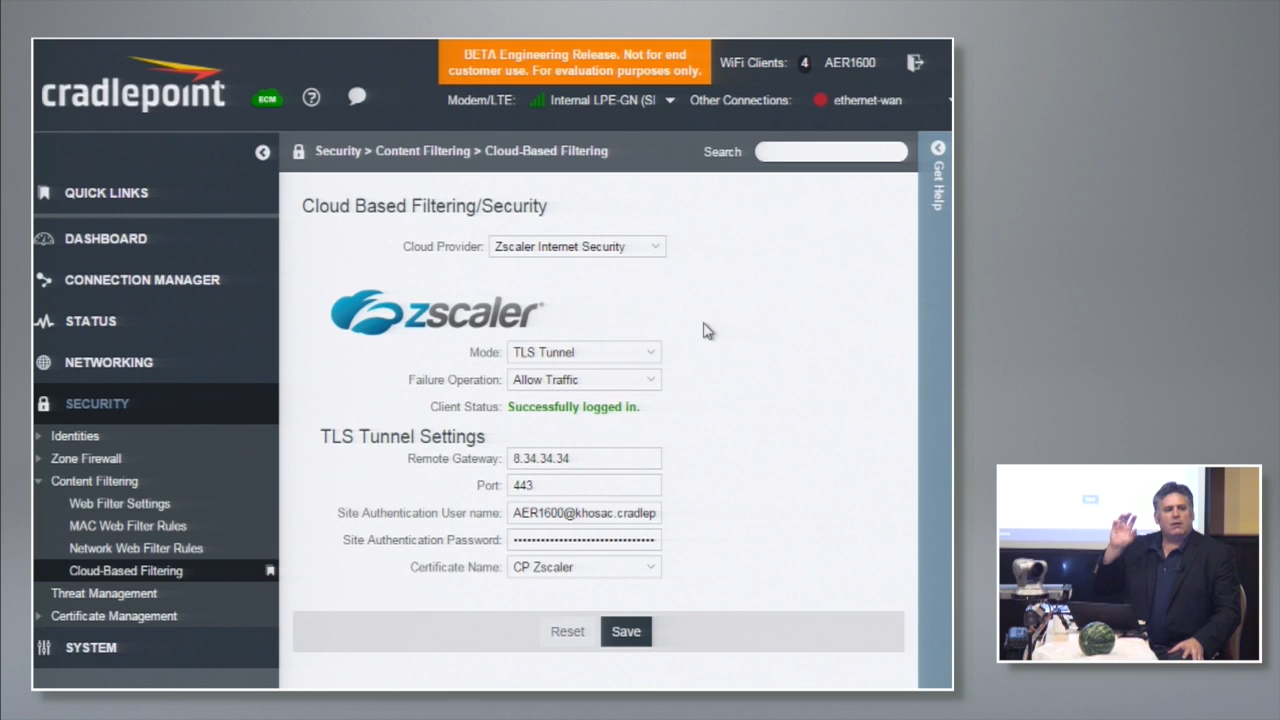 cradlepoint
ECM
?
BETA Engineering Release. Not for end
customer use. For evaluation purposes only.
WiFi Clients: 4 AER1600
Modem/LTE: Internal LPE-GN (SI Other Connections: ethernet-wan
Security > Content Filtering > Cloud-Based Filtering
Search
Get Help
QUICK LINKS
DASHBOARD
CONNECTION MANAGER
STATUS
NETWORKING
SECURITY
Identities
Zone Firewall
Content Filtering
Web Filter Settings
MAC Web Filter Rules
Network Web Filter Rules
Cloud-Based Filtering
Threat Management
Certificate Management
SYSTEM
Cloud Based Filtering/Security
Cloud Provider: Zscaler Internet Security
zscaler
Mode: TLS Tunnel
Failure Operation: Allow Traffic
Client Status: Successfully logged in.
TLS Tunnel Settings
Remote Gateway: 8.34.34.34
Port: 443
Site Authentication User name: AER1600@khosac.cradlep
Site Authentication Password: ••••••••••••••••••••••••••••••••
Certificate Name: CP Zscaler
Reset Save